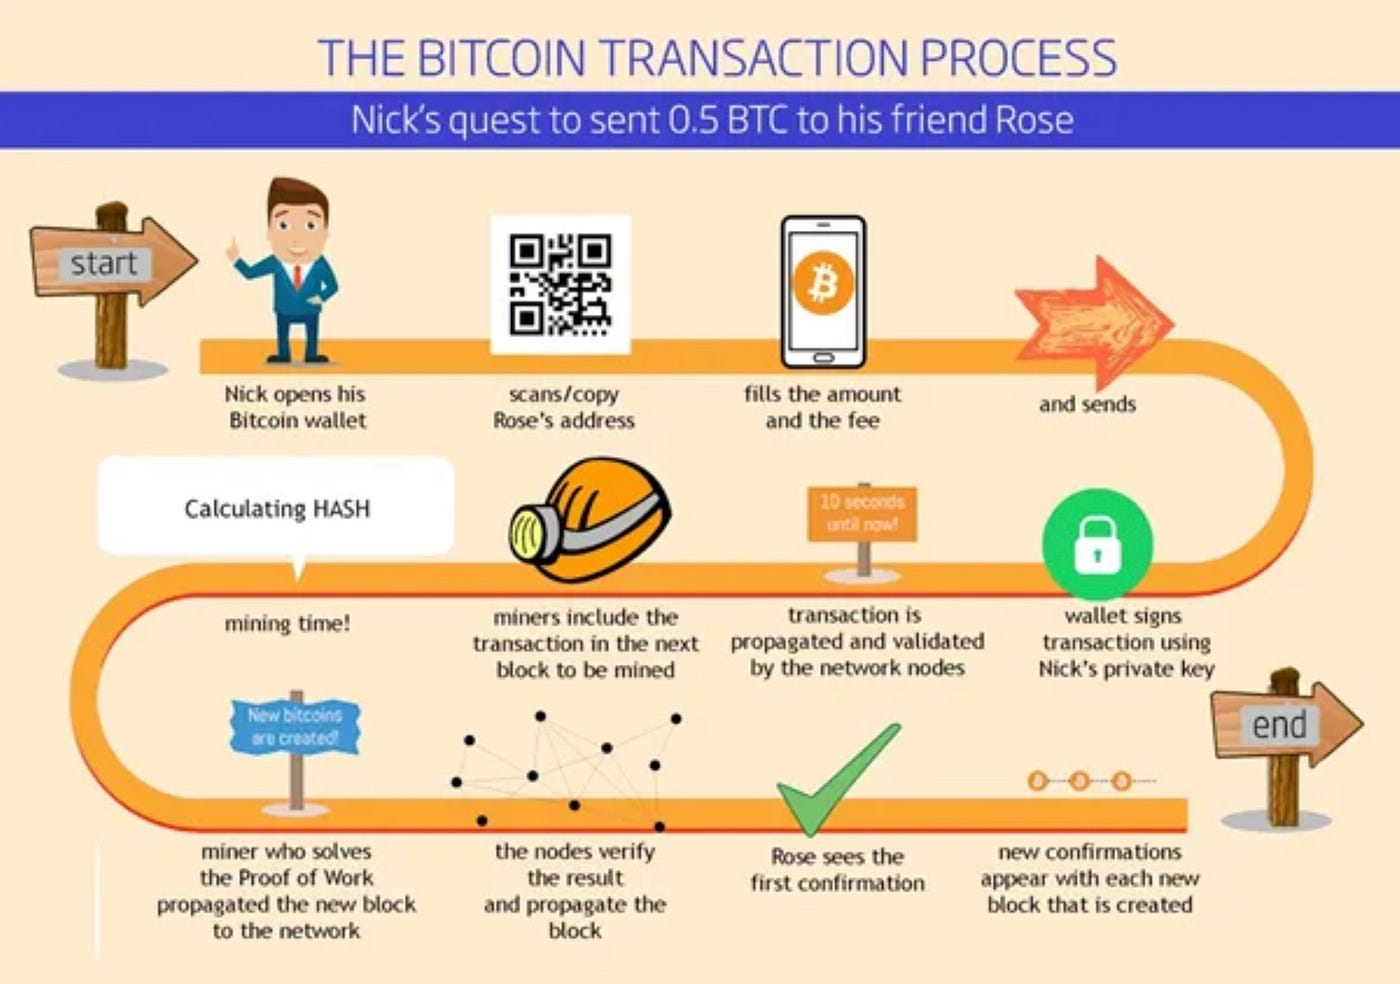 THE BITCOIN TRANSACTION PROCESS
Nick's quest to sent 0.5 BTC to his friend Rose
start
Nick opens his
Bitcoin wallet
scans/copy
Rose's address
fills the amount
and the fee
and sends
wallet signs
transaction using
Nick's private key
10 seconds
until now!
transaction is
propagated and validated
by the network nodes
miners include the
transaction in the next
block to be mined
Calculating HASH
mining time!
New bitcoins
are created!
miner who solves
the Proof of Work
propagated the new block
to the network
the nodes verify
the result
and propagate the
block
Rose sees the
first confirmation
new confirmations
appear with each new
block that is created
end